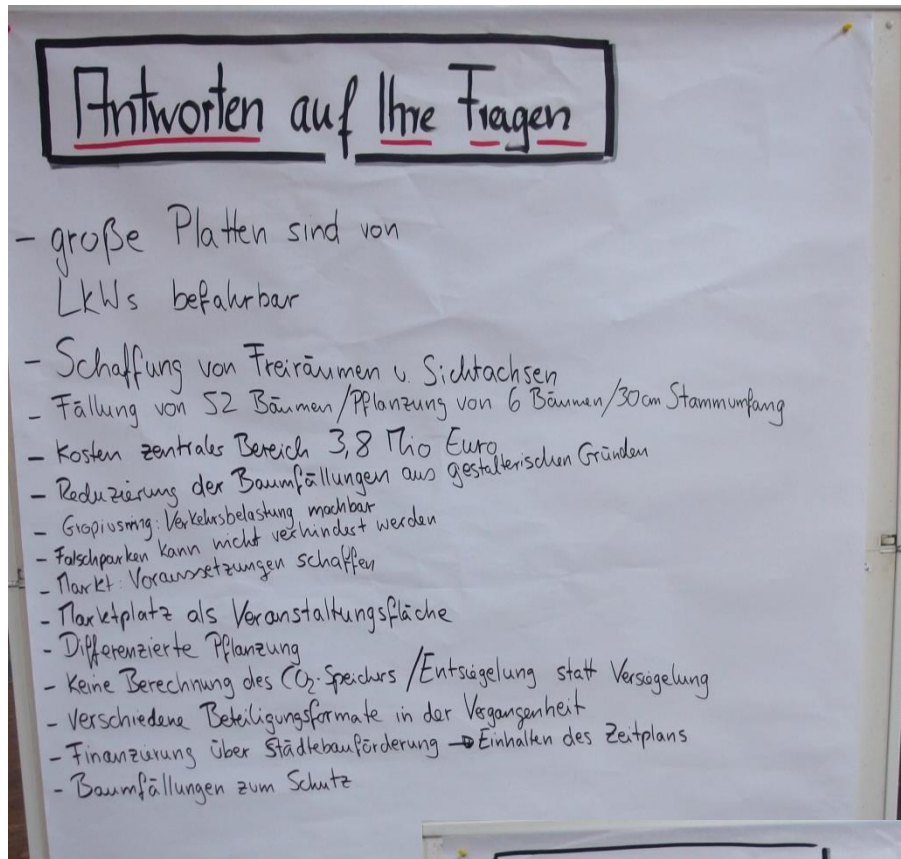 Antworten auf Ihre Fragen
- große Platten sind von
LKWs befahrbar
- Schaffung von Freiräumen u. Sichtachsen
- Fällung von 52 Bäumen/Pflanzung von 6 Bäumen/30cm Stammumfang
- Kosten zentrales Bereich 3,8 Mio Euro
- Reduzierung der Baumfällungen aus gestalterischen Gründen
- Gropiusring: Verkehrsbelastung machbar
- Falschparken kann nicht verhindert werden
- Markt: Voraussetzungen schaffen
- Marktplatz als Veranstaltungsfläche
- Differenzierte Pflanzung
- Keine Berechnung des CO₂-Speichers /Entsiegelung statt Versiegelung
- Verschiedene Beteiligungsformate in der Vergangenheit
- Finanzierung über Städtebauförderung → Einhalten des Zeitplans
- Baumfällungen zum Schutz